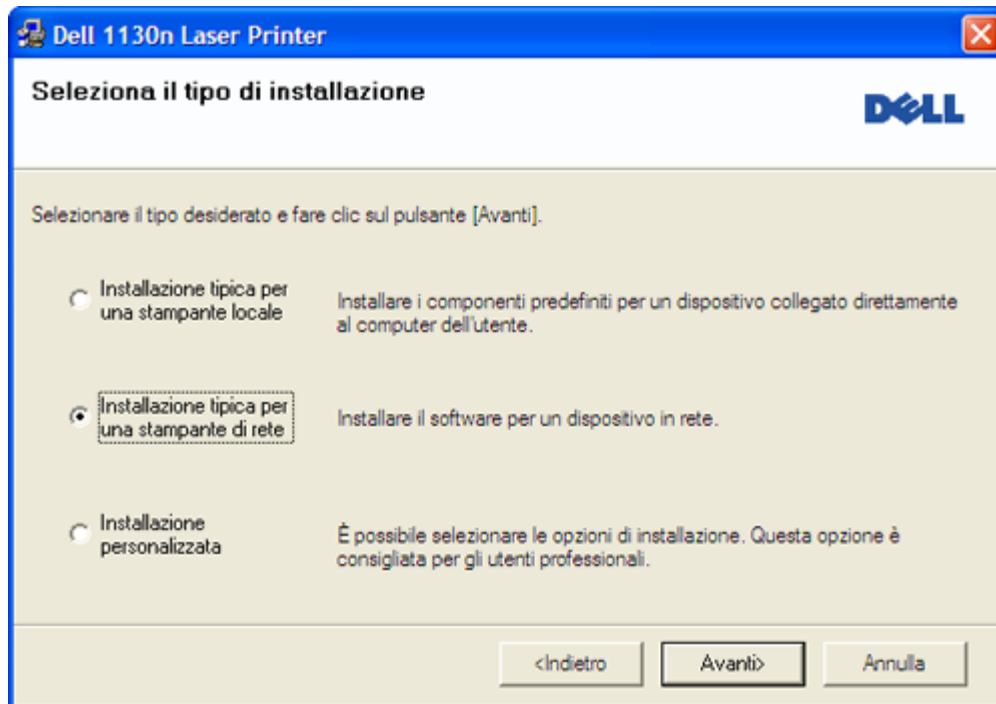 Dell 1130n Laser Printer
Seleziona il tipo di installazione
DELL
Selezionare il tipo desiderato e fare clic sul pulsante [Avanti].
Installazione tipica per
una stampante locale
Installare i componenti predefiniti per un dispositivo collegato direttamente
al computer dell'utente.
Installazione tipica per
una stampante di rete
Installare il software per un dispositivo in rete.
Installazione
personalizzata
È possibile selezionare le opzioni di installazione. Questa opzione è
consigliata per gli utenti professionali.
<Indietro
Avanti>
Annulla